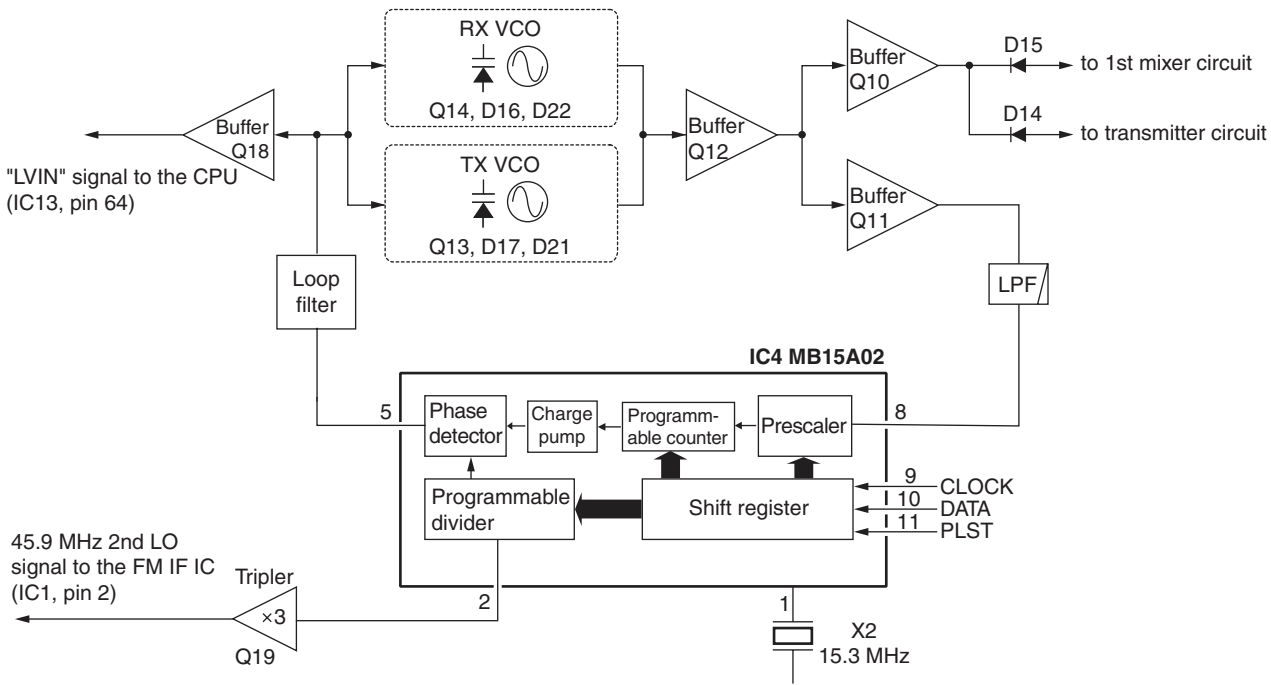 RX VCO
Q14, D16, D22
TX VCO
Q13, D17, D21
Buffer
Q18
"LVIN" signal to the CPU
(IC13, pin 64)
Buffer
Q12
Buffer
Q10
Buffer
Q11
D15
to 1st mixer circuit
D14
to transmitter circuit
Loop
filter
LPF
IC4 MB15A02
5
Phase
detector
Charge
pump
Programm-
able counter
Prescaler
8
Programmable
divider
Shift register
9
CLOCK
10
DATA
11
PLST
45.9 MHz 2nd LO
signal to the FM IF IC
(IC1, pin 2)
Tripler
×3
Q19
2
1
X2
15.3 MHz